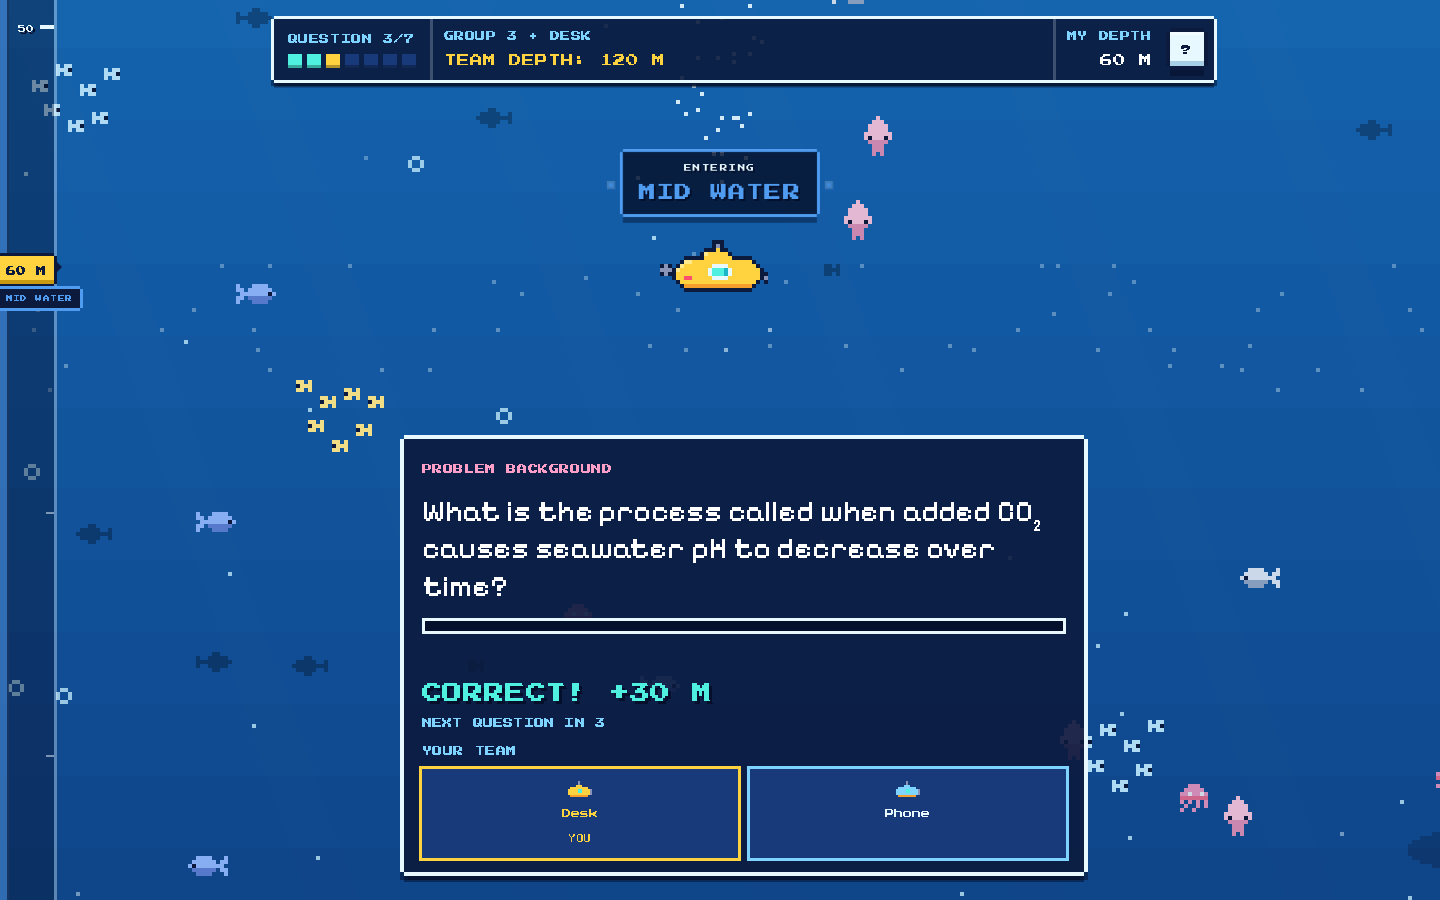 50
QUESTION 3/7
GROUP 3 + DESK
TEAM DEPTH: 120 M
MY DEPTH
60 M
?
ENTERING
MID WATER
60 M
MID WATER
PROBLEM BACKGROUND
What is the process called when added CO₂
causes seawater pH to decrease over
time?
CORRECT! +30 M
NEXT QUESTION IN 3
YOUR TEAM
Desk
YOU
Phone